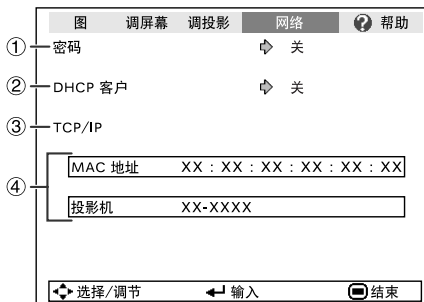 图 调屏幕 调投影 网络 ? 帮助
① 密码 关
② DHCP 客户 关
③ TCP/IP
④
MAC 地址 XX : XX : XX : XX : XX : XX
投影机 XX-XXXX
选择/调节 输入 结束